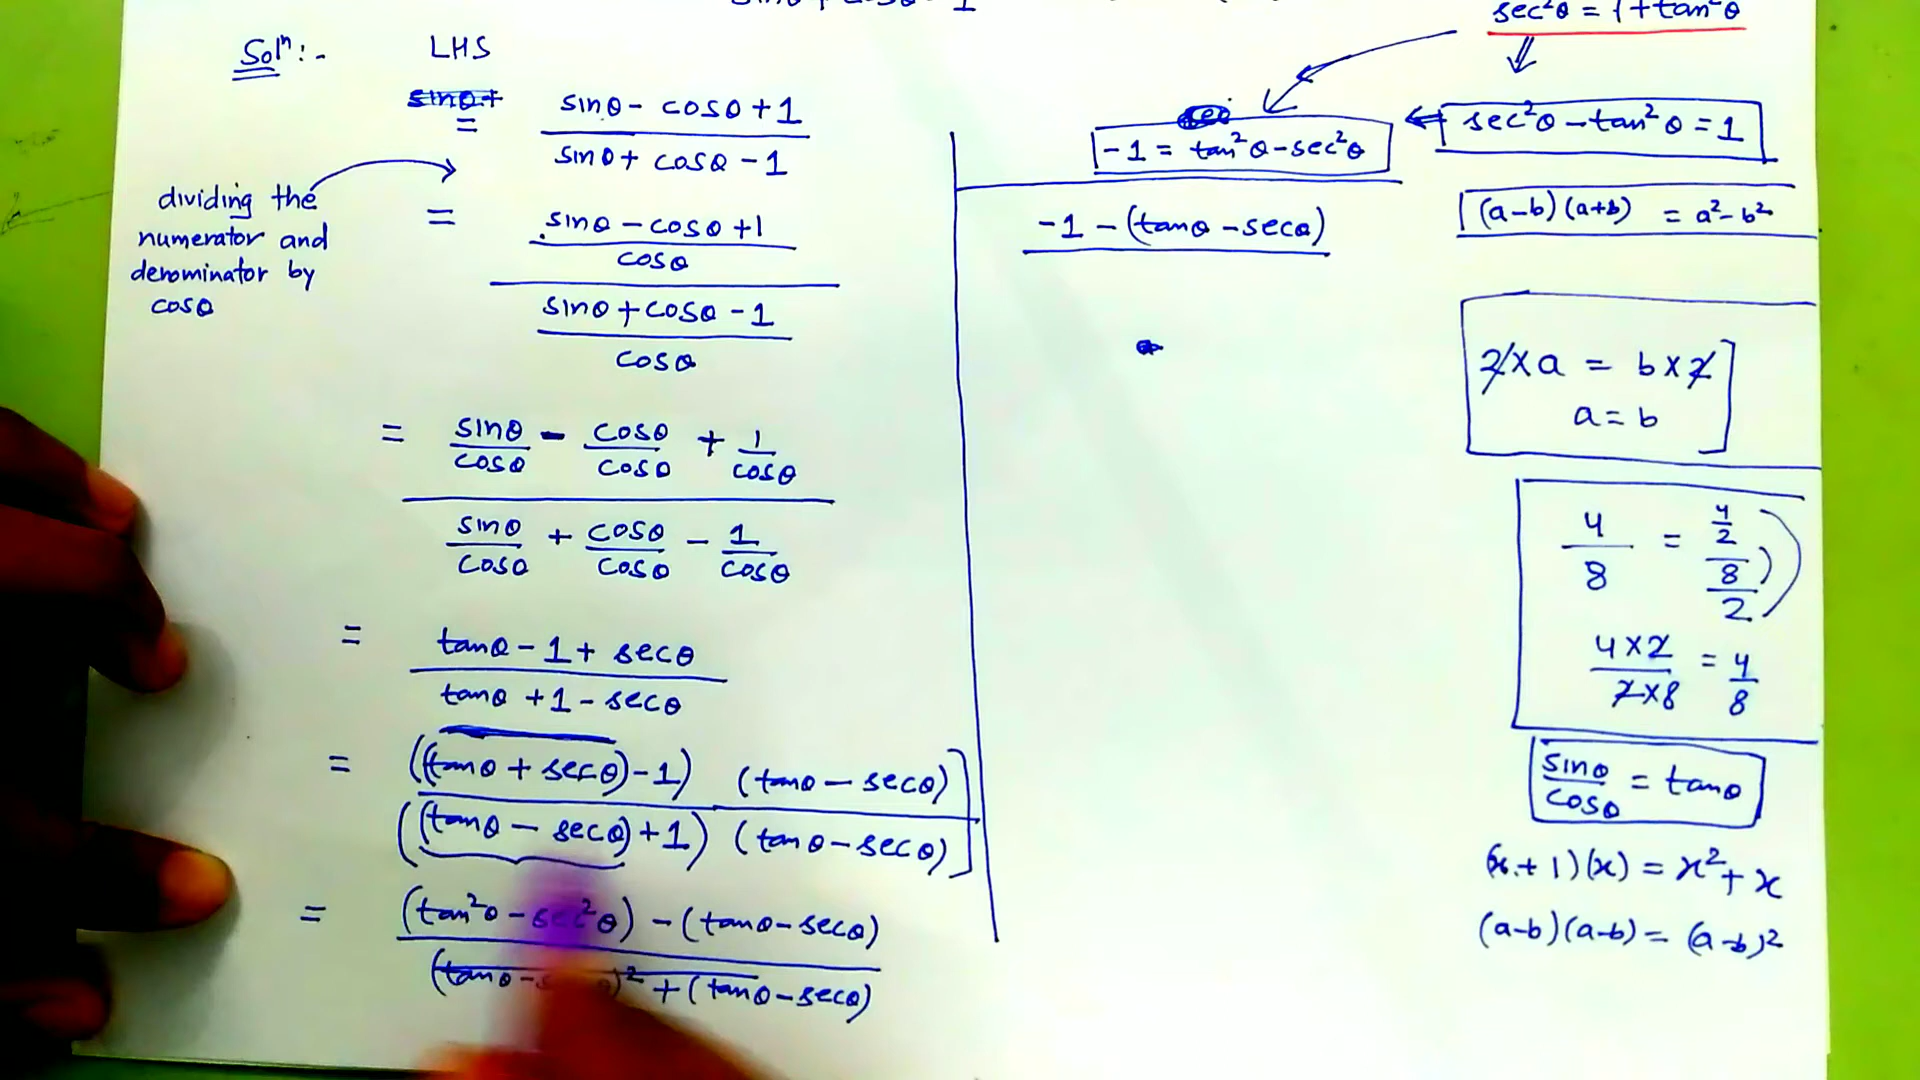 sec²θ = 1+tan²θ
Solⁿ :-
LHS
= sinθ - cosθ + 1
sinθ + cosθ - 1
dividing the
numerator and
denominator by
cosθ
= sinθ - cosθ + 1
cosθ
sinθ + cosθ - 1
cosθ
= sinθ/cosθ - cosθ/cosθ + 1/cosθ
sinθ/cosθ + cosθ/cosθ - 1/cosθ
= tanθ - 1 + secθ
tanθ + 1 - secθ
= ((tanθ + secθ) - 1) (tanθ - secθ)
((tanθ - secθ) + 1) (tanθ - secθ)
= (tan²θ - sec²θ) - (tanθ - secθ)
+ (tanθ - secθ)
-1 = tan²θ - sec²θ
-1 - (tanθ - secθ)
sec²θ - tan²θ = 1
(a-b)(a+b) = a² - b²
2×a = b×2
a = b
4/8 = 4/2 / 8/2
4×2/2×8 = 4/8
sinθ/cosθ = tanθ
(x+1)(x) = x² + x
(a-b)(a-b) = (a-b)²